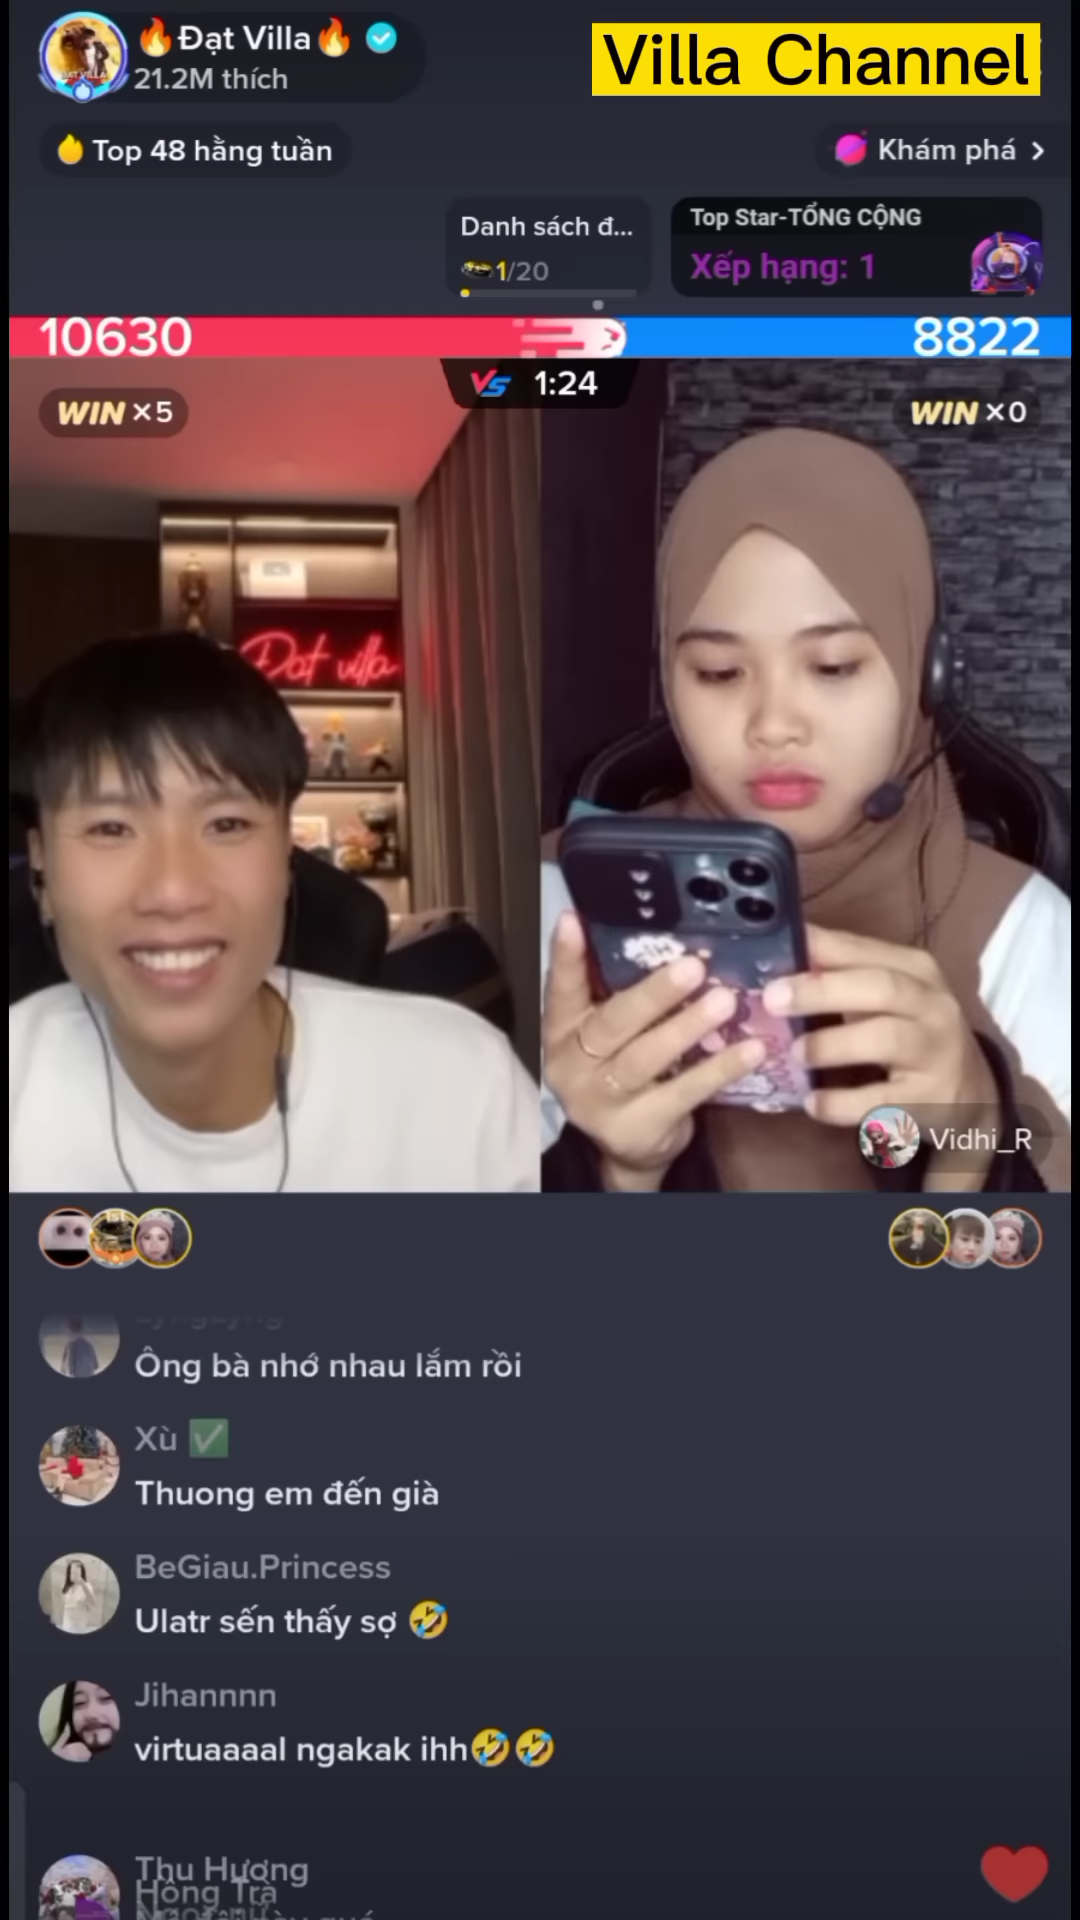 🔥Đạt Villa🔥
21.2M thích
Villa Channel
Top 48 hằng tuần
Khám phá >
Danh sách đ...
1/20
Top Star-TỔNG CỘNG
Xếp hạng: 1
10630
8822
VS 1:24
WIN ×5
WIN ×0
Đat villa
Vidhi_R
Ông bà nhớ nhau lắm rồi
Xù ✅
Thuong em đến già
BeGiau.Princess
Ulatr sến thấy sợ 🤣
Jihannnn
virtuaaaal ngakak ihh🤣🤣
Thu Hương
Hồng Trà